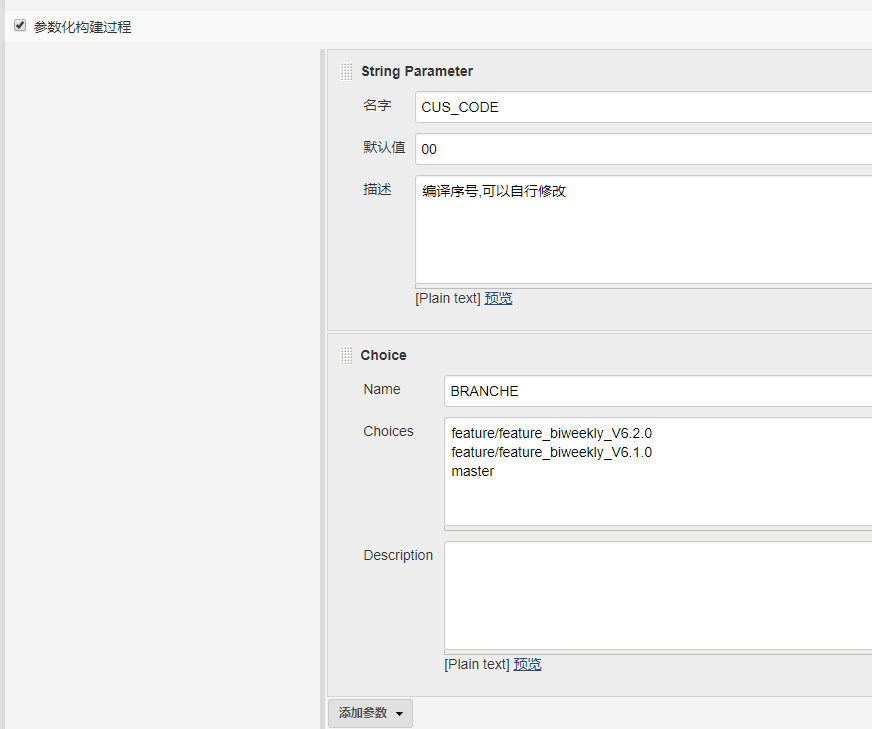 参数化构建过程
String Parameter
名字
CUS_CODE
默认值
00
描述
编译序号,可以自行修改
[Plain text] 预览
Choice
Name
BRANCHE
Choices
feature/feature_biweekly_V6.2.0
feature/feature_biweekly_V6.1.0
master
Description
[Plain text] 预览
添加参数